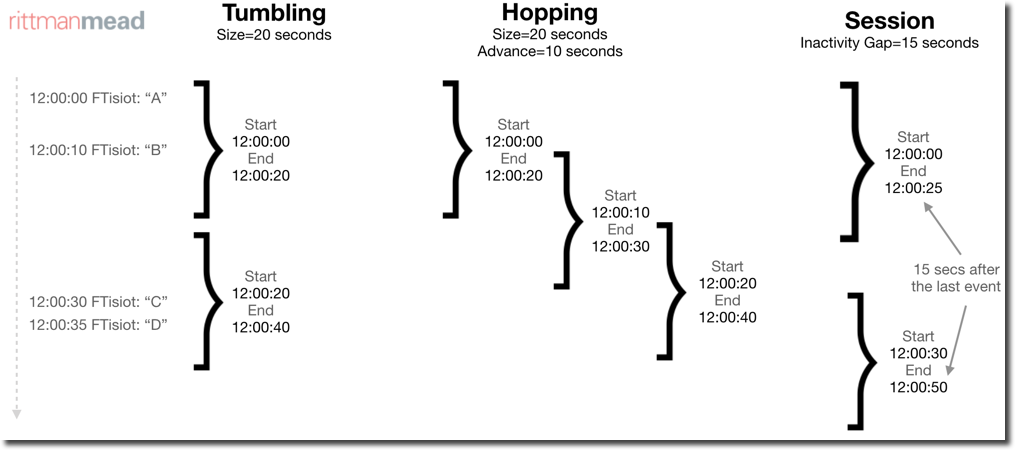 rittmanmead
Tumbling
Size=20 seconds
Hopping
Size=20 seconds
Advance=10 seconds
Session
Inactivity Gap=15 seconds
12:00:00 FTisiot: “A”
12:00:10 FTisiot: “B”
12:00:30 FTisiot: “C”
12:00:35 FTisiot: “D”
Start
12:00:00
End
12:00:20
Start
12:00:20
End
12:00:40
Start
12:00:00
End
12:00:20
Start
12:00:10
End
12:00:30
Start
12:00:20
End
12:00:40
Start
12:00:00
End
12:00:25
15 secs after
the last event
Start
12:00:30
End
12:00:50